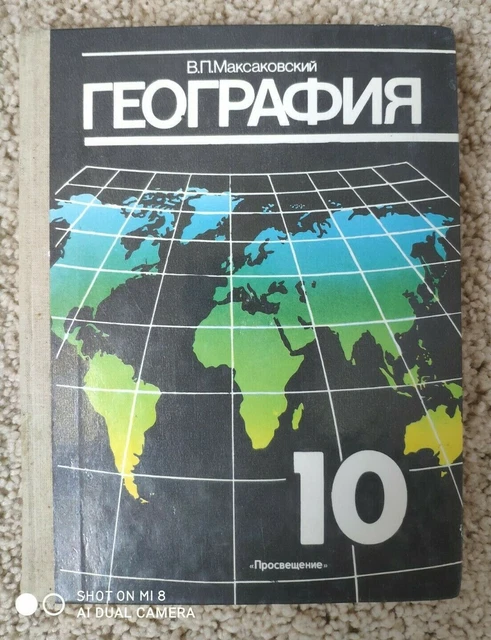 В.П.Максаковский
ГЕОГРАФИЯ
10
«Просвещение»
SHOT ON MI 8
AI DUAL CAMERA